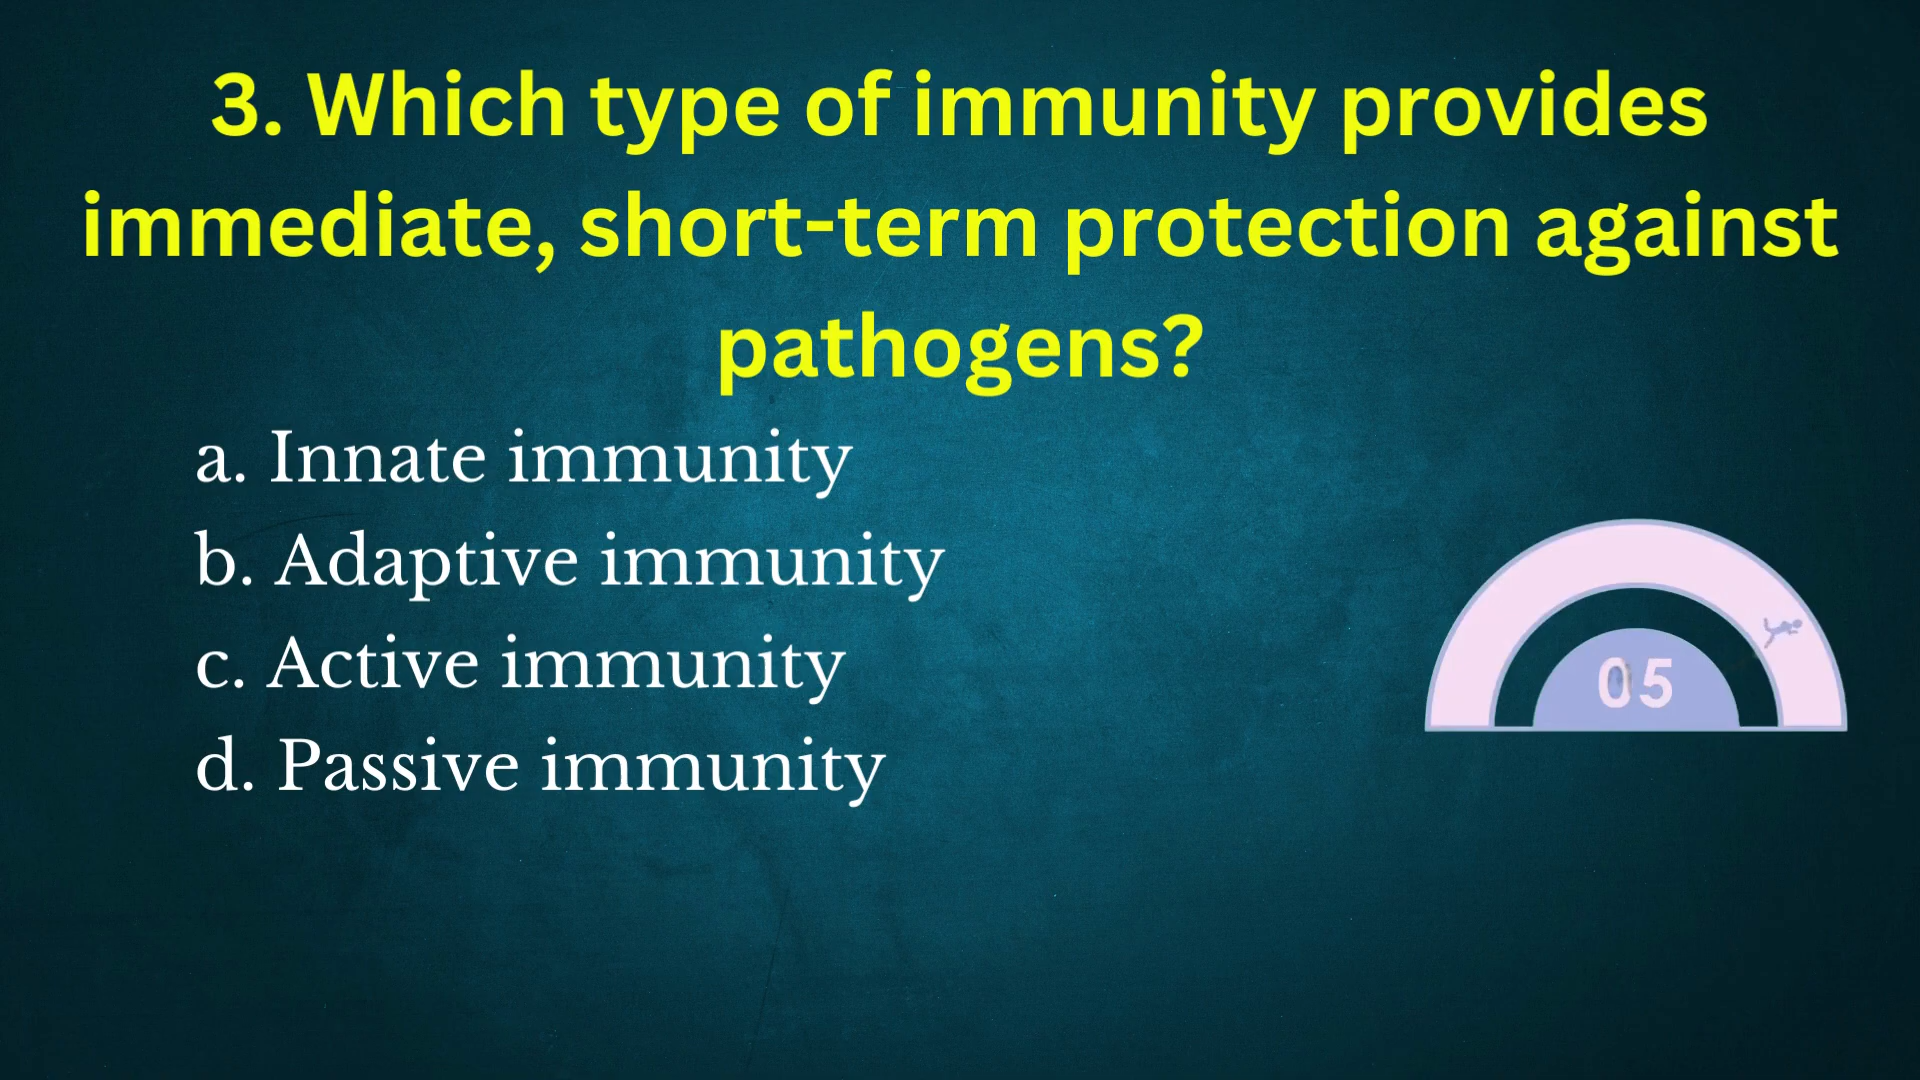 3. Which type of immunity provides
immediate, short-term protection against
pathogens?
a. Innate immunity
b. Adaptive immunity
c. Active immunity
d. Passive immunity
05